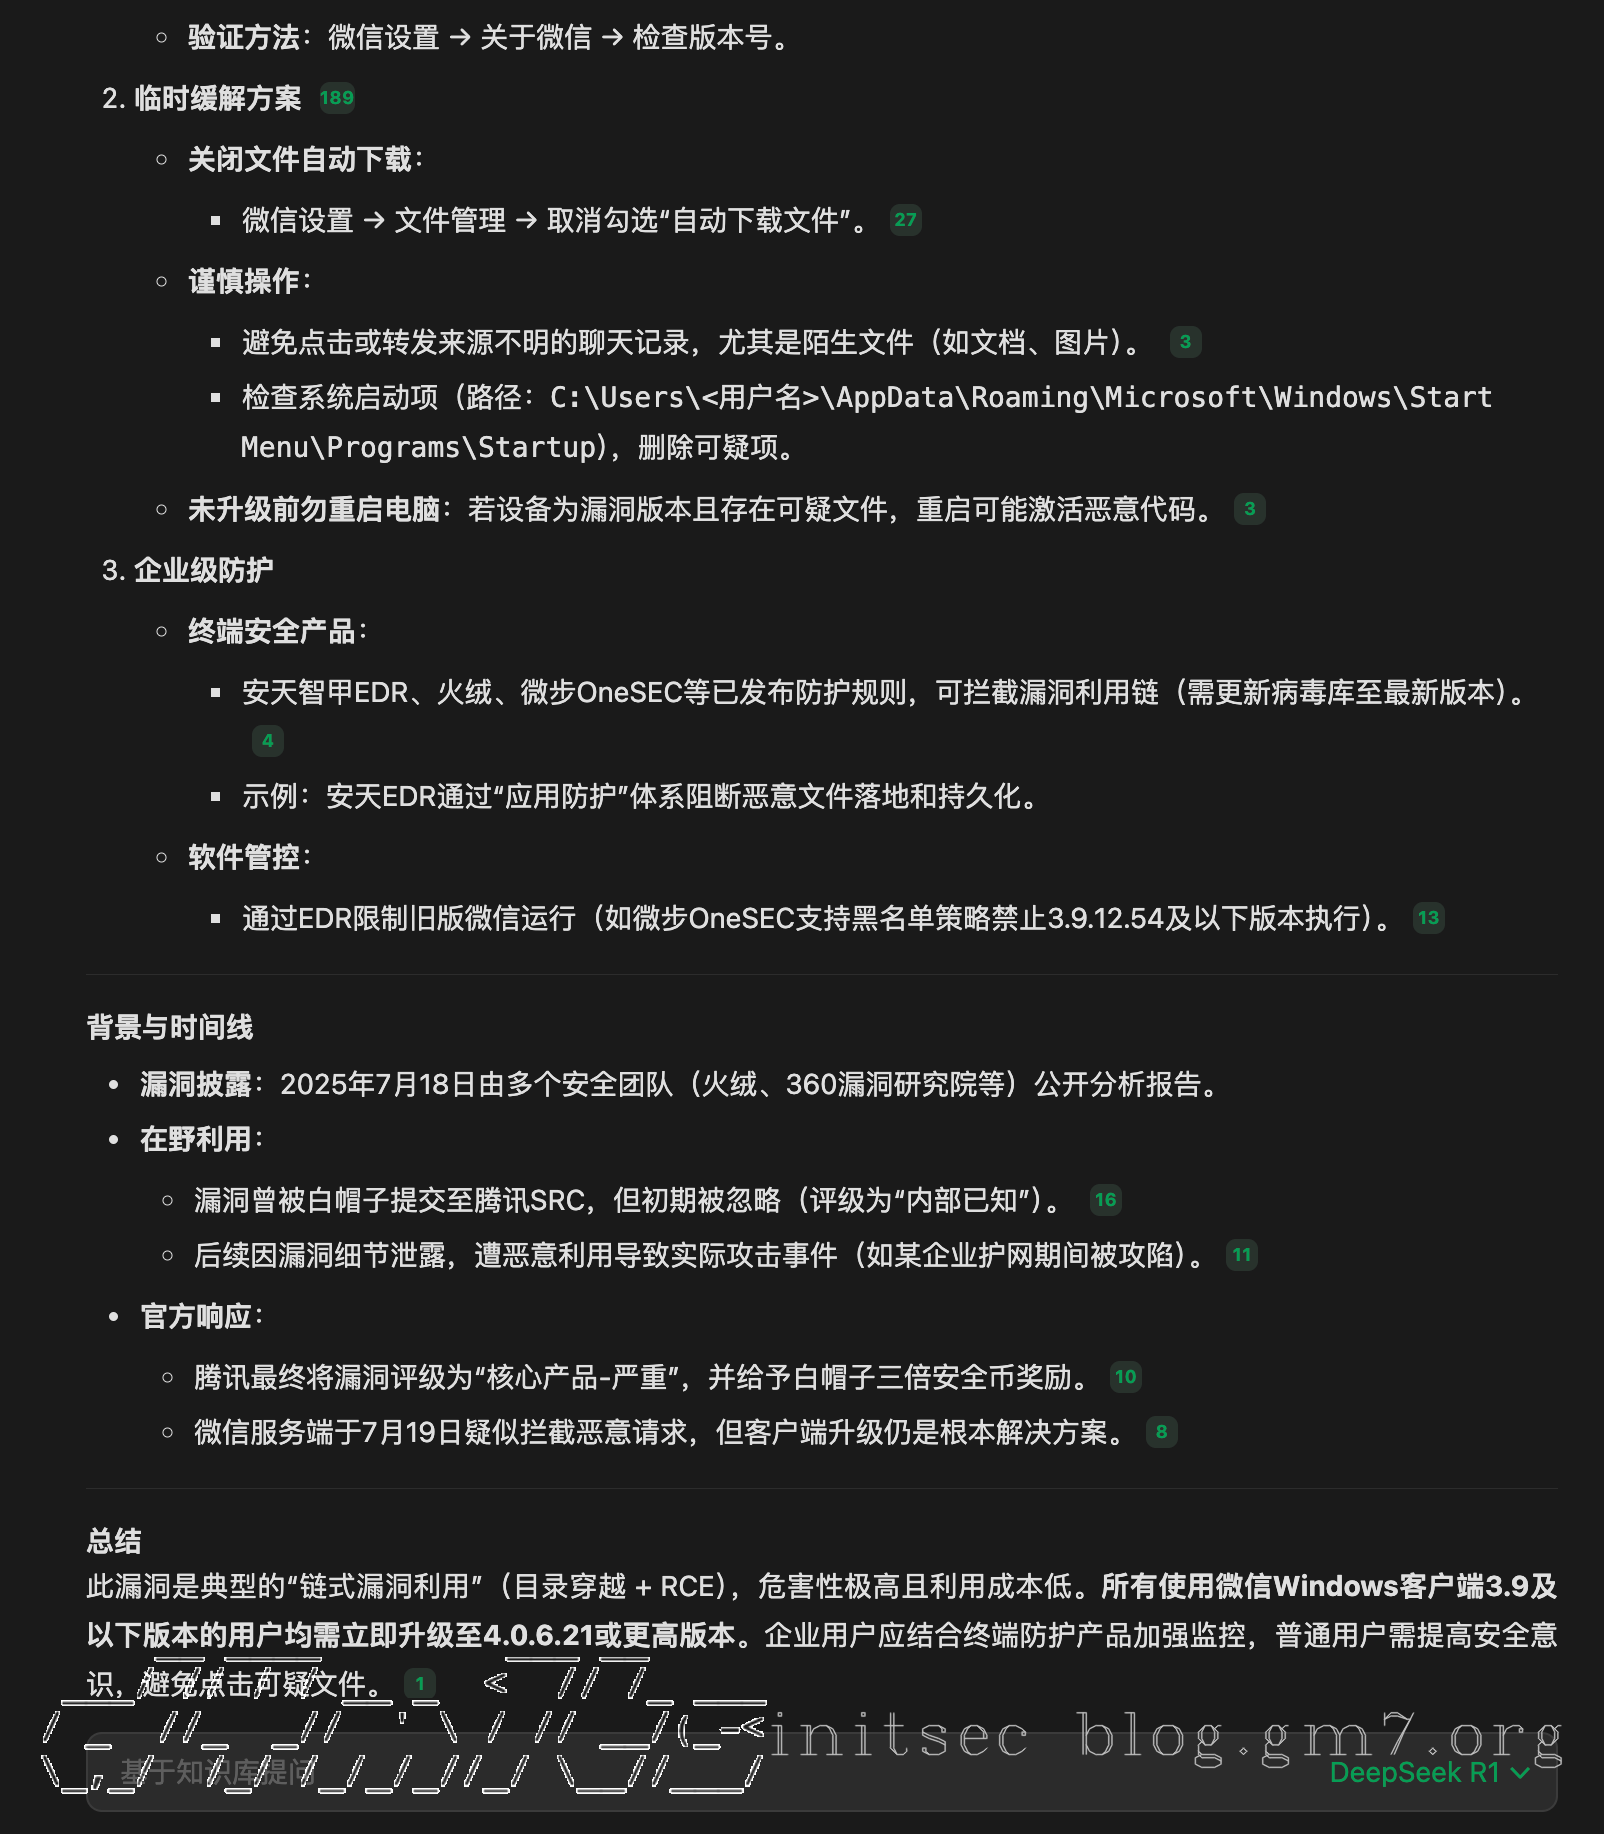 验证方法：微信设置 → 关于微信 → 检查版本号。
2. 临时缓解方案 189
关闭文件自动下载：
微信设置 → 文件管理 → 取消勾选“自动下载文件”。 27
谨慎操作：
避免点击或转发来源不明的聊天记录，尤其是陌生文件（如文档、图片）。 3
检查系统启动项（路径：C:\Users\<用户名>\AppData\Roaming\Microsoft\Windows\Start
Menu\Programs\Startup），删除可疑项。
未升级前勿重启电脑：若设备为漏洞版本且存在可疑文件，重启可能激活恶意代码。 3
3. 企业级防护
终端安全产品：
安天智甲EDR、火绒、微步OneSEC等已发布防护规则，可拦截漏洞利用链（需更新病毒库至最新版本）。
4
示例：安天EDR通过“应用防护”体系阻断恶意文件落地和持久化。
软件管控：
通过EDR限制旧版微信运行（如微步OneSEC支持黑名单策略禁止3.9.12.54及以下版本执行）。 13
背景与时间线
漏洞披露：2025年7月18日由多个安全团队（火绒、360漏洞研究院等）公开分析报告。
在野利用：
漏洞曾被白帽子提交至腾讯SRC，但初期被忽略（评级为“内部已知”）。 16
后续因漏洞细节泄露，遭恶意利用导致实际攻击事件（如某企业护网期间被攻陷）。 11
官方响应：
腾讯最终将漏洞评级为“核心产品-严重”，并给予白帽子三倍安全币奖励。 10
微信服务端于7月19日疑似拦截恶意请求，但客户端升级仍是根本解决方案。 8
总结
此漏洞是典型的“链式漏洞利用”（目录穿越 + RCE），危害性极高且利用成本低。所有使用微信Windows客户端3.9及
以下版本的用户均需立即升级至4.0.6.21或更高版本。企业用户应结合终端防护产品加强监控，普通用户需提高安全意
识，避免点击可疑文件。 1
initsec blog.gm7.org
基于知识库提问
DeepSeek R1